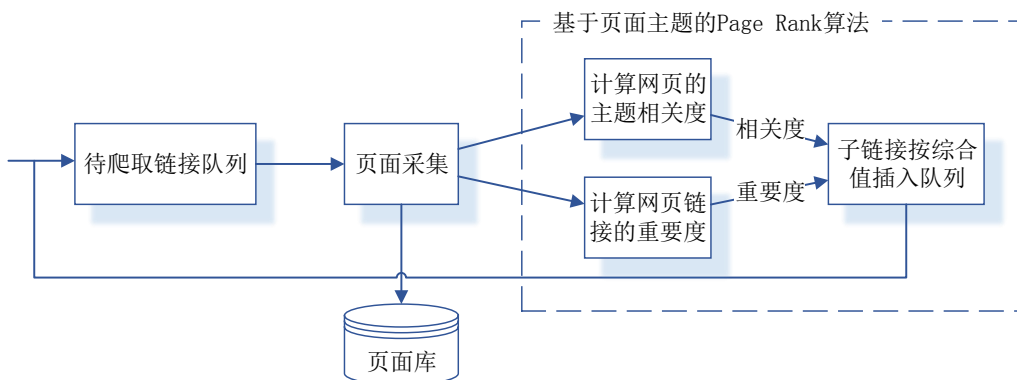 基于页面主题的Page Rank算法
计算网页的
主题相关度
相关度
待爬取链接队列
页面采集
子链接按综合
值插入队列
重要度
计算网页链
接的重要度
页面库